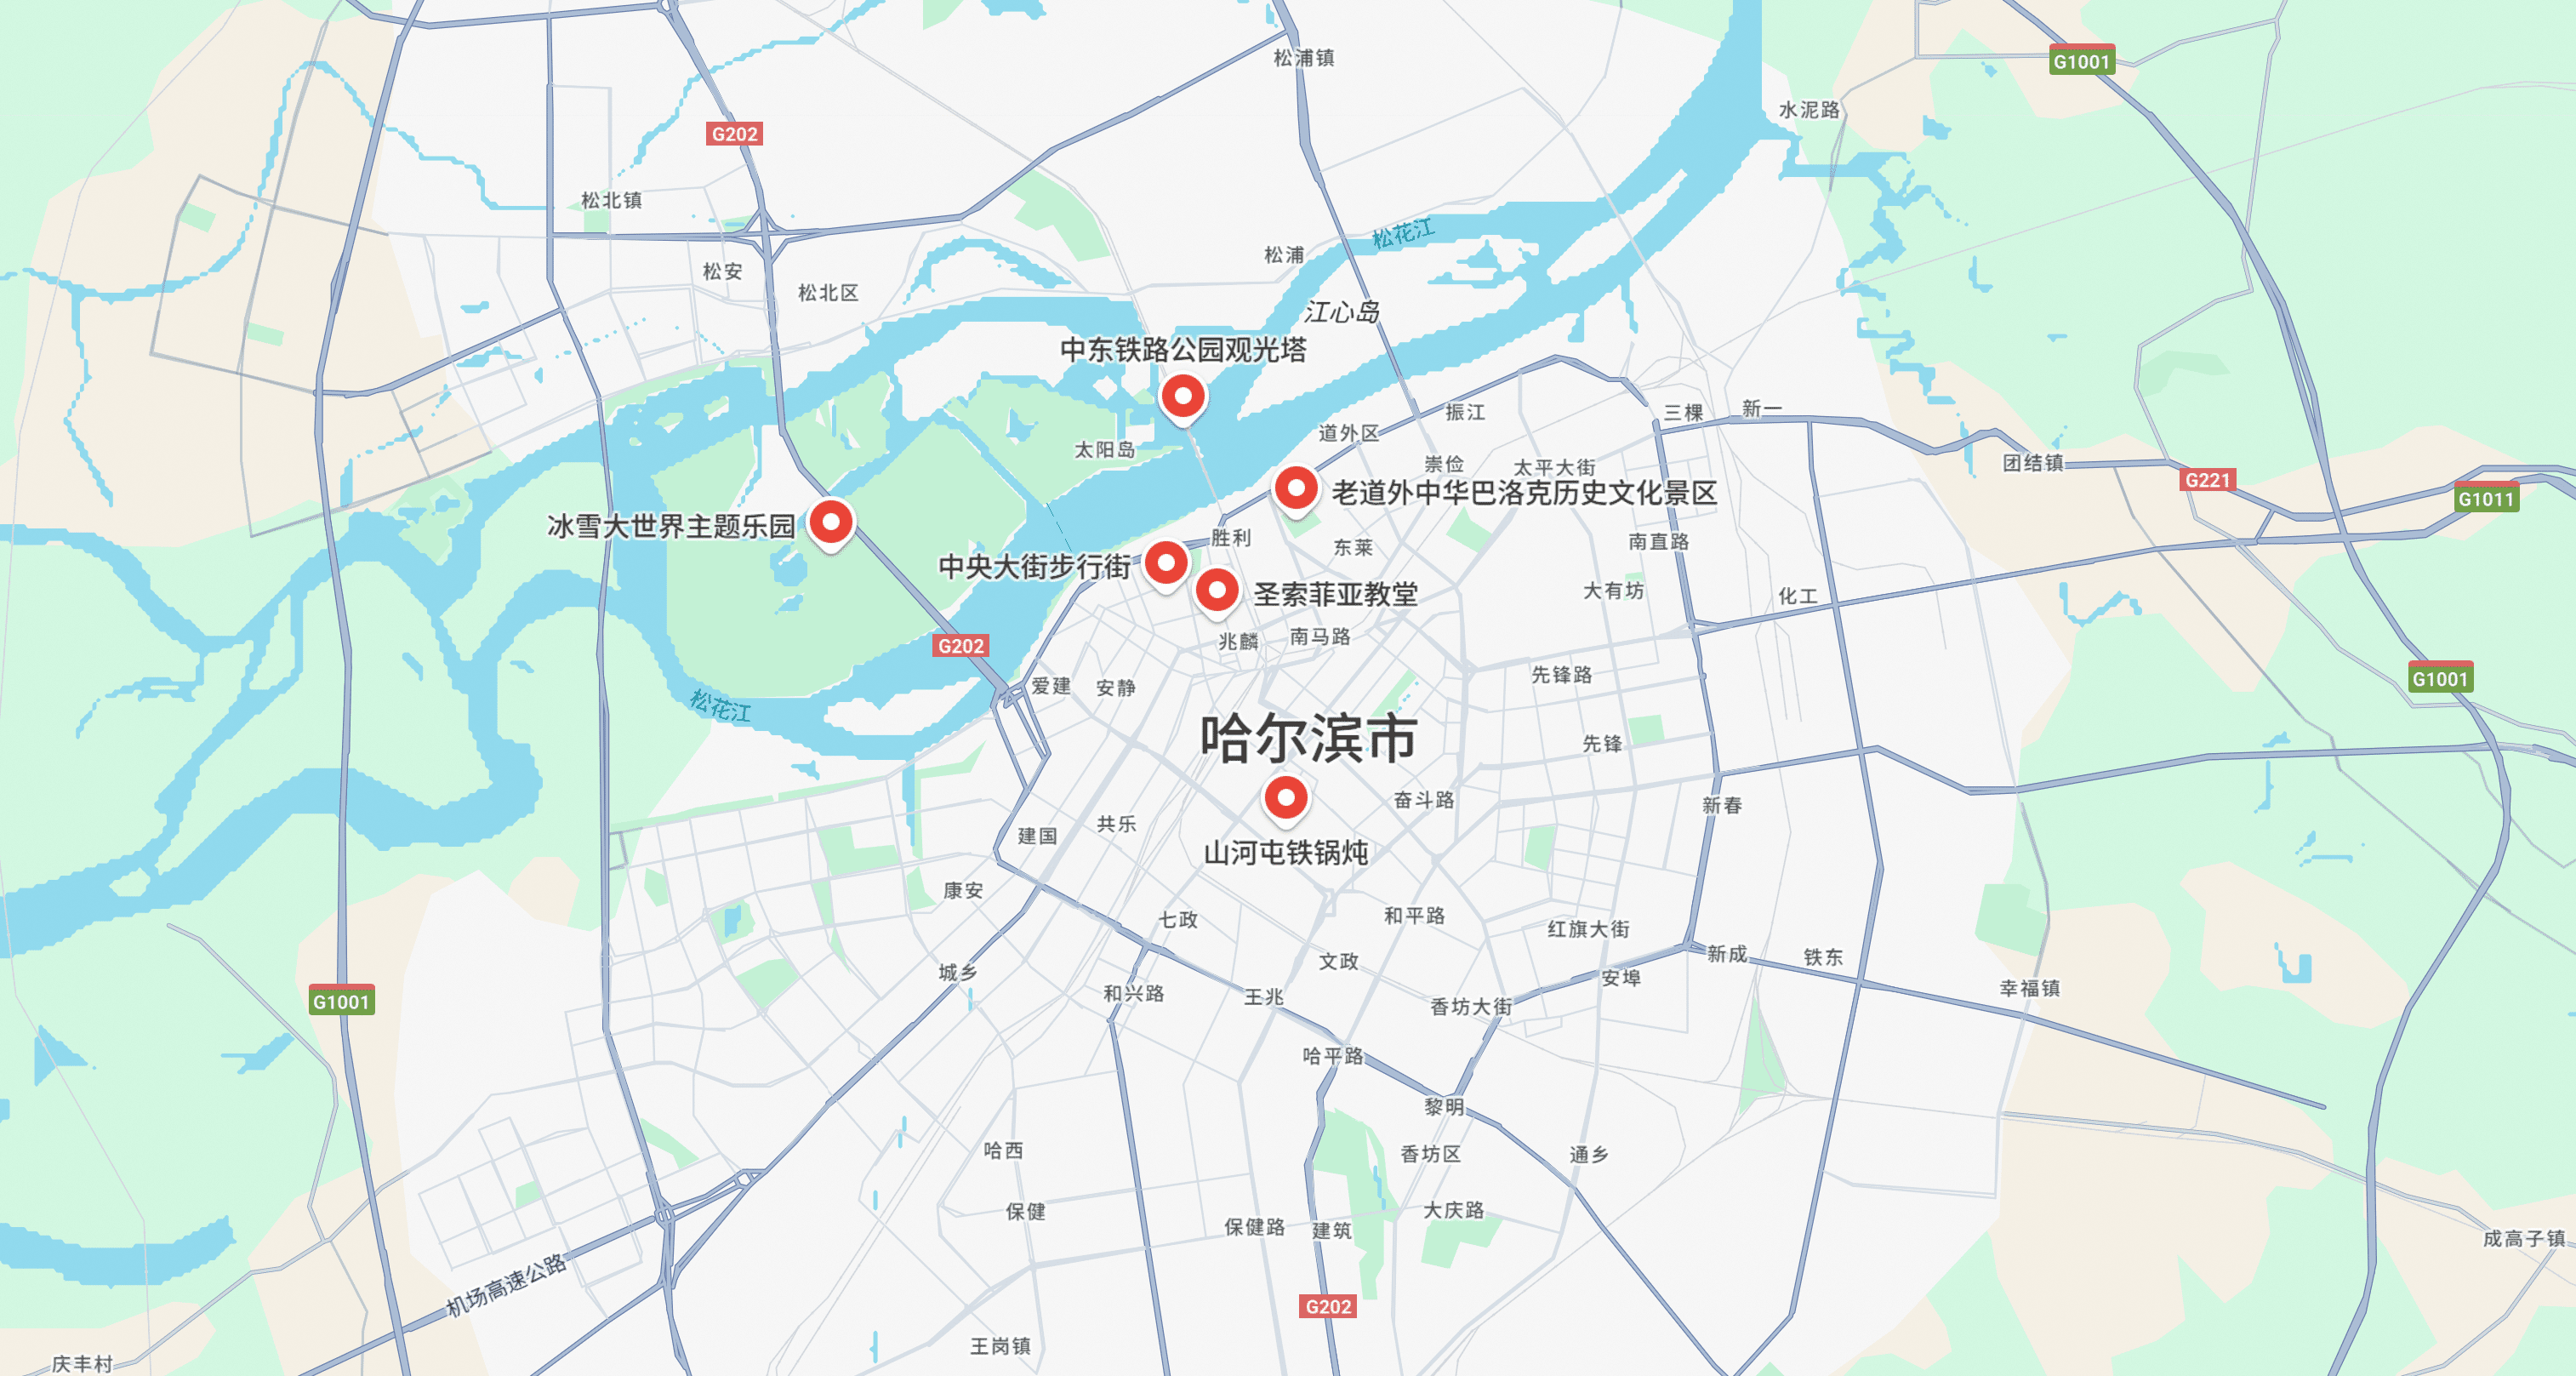 松浦镇
G1001
水泥路
G202
松北镇
松花江
松浦
松安
松北区
江心岛
中东铁路公园观光塔
振江
三棵
新一
道外区
太阳岛
崇俭
太平大街
团结镇
G221
老道外中华巴洛克历史文化景区
G1011
冰雪大世界主题乐园
胜利
东莱
南直路
中央大街步行街
圣索菲亚教堂
大有坊
化工
G202
兆麟
南马路
先锋路
G1001
爱建
安静
松花江
哈尔滨市
先锋
奋斗路
新春
建国
共乐
山河屯铁锅炖
康安
七政
和平路
红旗大街
新成
铁东
城乡
文政
安埠
幸福镇
G1001
和兴路
王兆
香坊大街
哈平路
黎明
哈西
香坊区
通乡
保健
大庆路
保健路
建筑
成高子镇
机场高速公路
G202
王岗镇
庆丰村